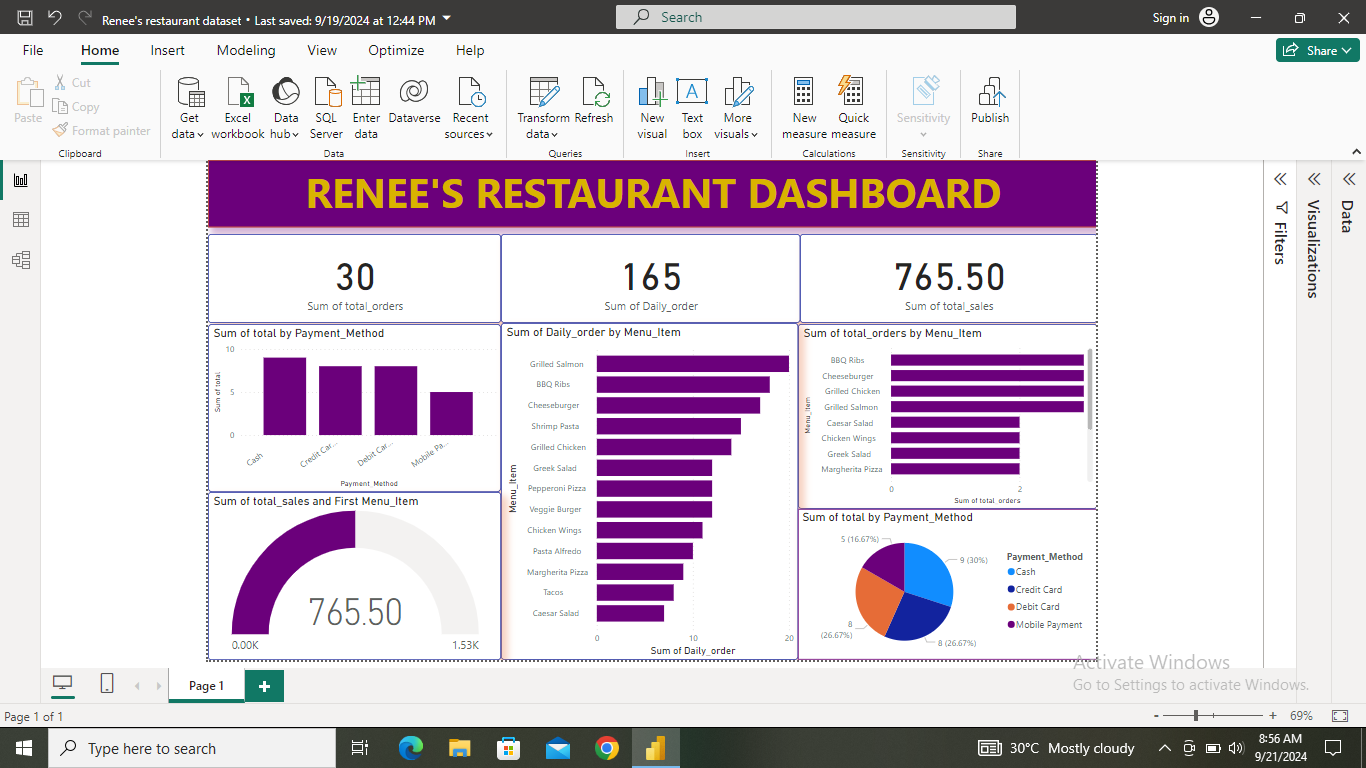 Renee's restaurant dataset • Last saved: 9/19/2024 at 12:44 PM
Search
Sign in
File Home Insert Modeling View Optimize Help
Share
Paste
Cut
Copy
Format painter
Clipboard
Get data
Excel workbook
Data hub
SQL Server
Enter data
Dataverse
Recent sources
Data
Transform data
Refresh
Queries
New visual
Text box
More visuals
Insert
New measure
Quick measure
Calculations
Sensitivity
Sensitivity
Publish
Share
RENEE'S RESTAURANT DASHBOARD
30
Sum of total_orders
165
Sum of Daily_order
765.50
Sum of total_sales
Sum of total by Payment_Method
Sum of total
10
5
0
Cash
Credit Car...
Debit Car...
Mobile Pa...
Payment_Method
Sum of total_sales and First Menu_Item
765.50
0.00K
1.53K
Sum of Daily_order by Menu_Item
Menu_Item
Grilled Salmon
BBQ Ribs
Cheeseburger
Shrimp Pasta
Grilled Chicken
Greek Salad
Pepperoni Pizza
Veggie Burger
Chicken Wings
Pasta Alfredo
Margherita Pizza
Tacos
Caesar Salad
0 10 20
Sum of Daily_order
Sum of total_orders by Menu_Item
Menu_Item
BBQ Ribs
Cheeseburger
Grilled Chicken
Grilled Salmon
Caesar Salad
Chicken Wings
Greek Salad
Margherita Pizza
0 2
Sum of total_orders
Sum of total by Payment_Method
5 (16.67%)
9 (30%)
8 (26.67%)
8 (26.67%)
Payment_Method
Cash
Credit Card
Debit Card
Mobile Payment
Filters
Visualizations
Data
Activate Windows
Go to Settings to activate Windows.
Page 1
Page 1 of 1
- + 69%
Type here to search
30°C Mostly cloudy
8:56 AM
9/21/2024